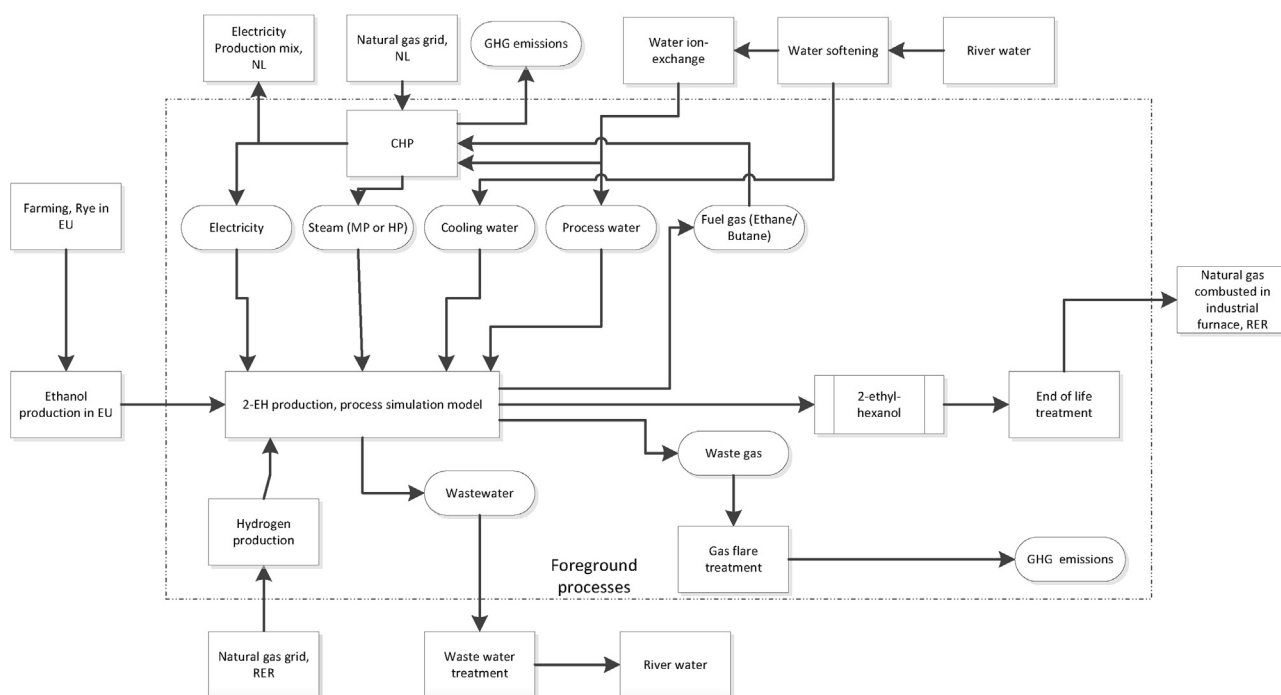 Electricity
Production mix,
NL
Natural gas grid,
NL
GHG emissions
Water ion-
exchange
Water softening
River water
CHP
Farming, Rye in
EU
Electricity
Steam (MP or HP)
Cooling water
Process water
Fuel gas (Ethane/
Butane)
Natural gas
combusted in
industrial
furnace, RER
Ethanol
production in EU
2-EH production, process simulation model
2-ethyl-
hexanol
End of life
treatment
Waste gas
Wastewater
Hydrogen
production
Gas flare
treatment
GHG emissions
Foreground
processes
Natural gas grid,
RER
Waste water
treatment
River water